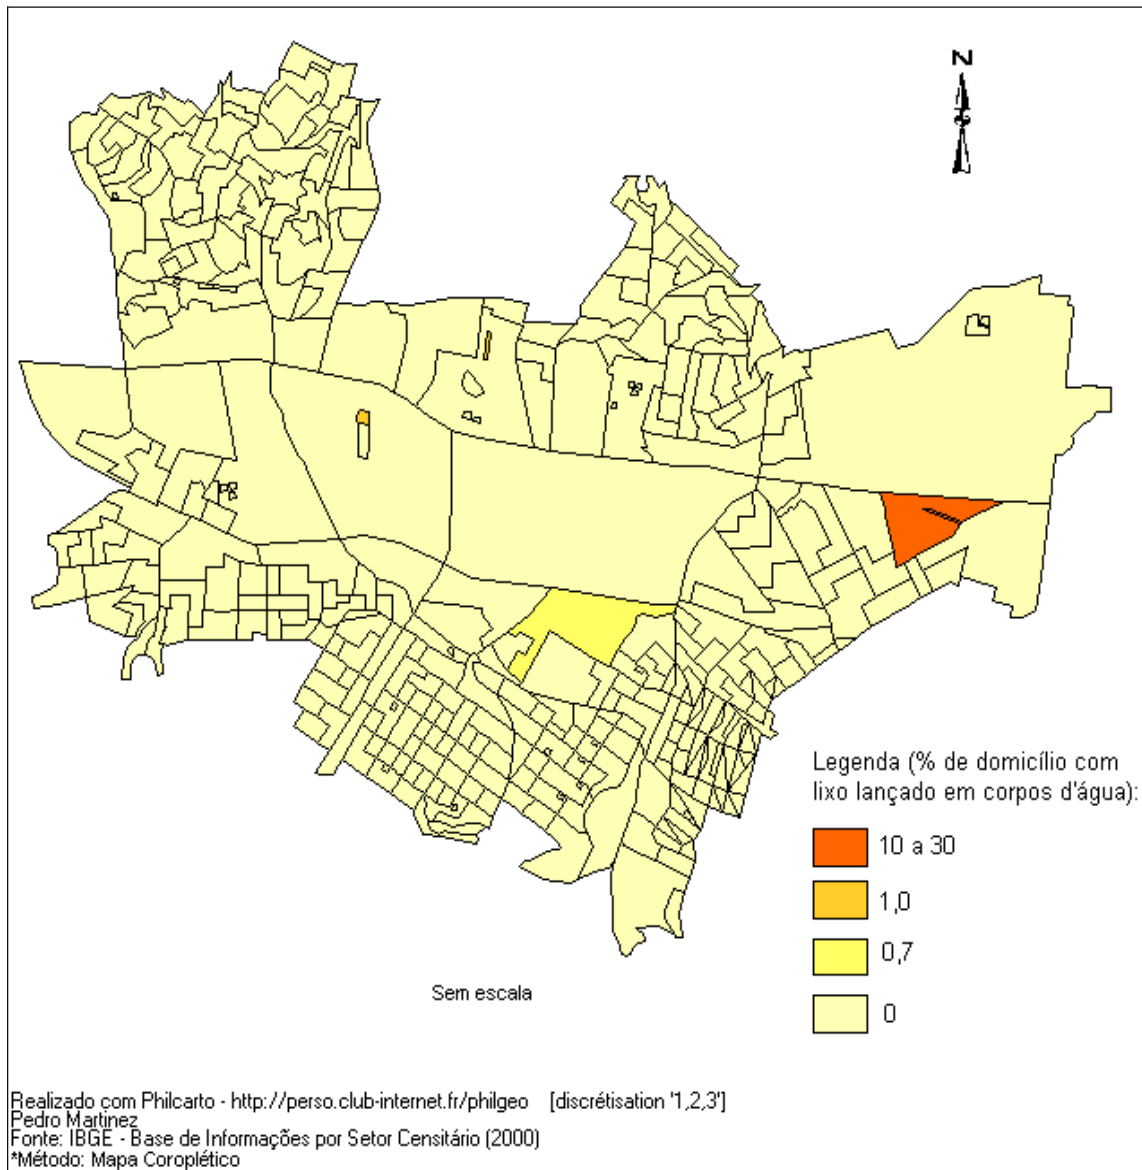 N
Legenda (% de domicílio com
lixo lançado em corpos d'água):
10 a 30
1,0
0,7
0
Sem escala
Realizado com Philcarto - http://perso.club-internet.fr/philgeo [discrétisation '1,2,3']
Pedro Martinez
Fonte: IBGE - Base de Informações por Setor Censitário (2000)
*Método: Mapa Coroplético